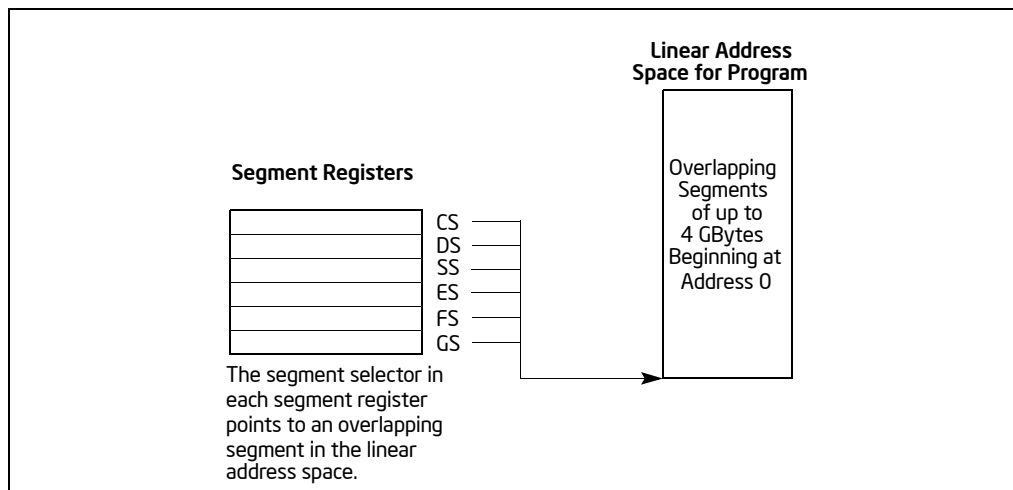 Linear Address
Space for Program
Overlapping
Segments
of up to
4 GBytes
Beginning at
Address 0
Segment Registers
CS
DS
SS
ES
FS
GS
The segment selector in
each segment register
points to an overlapping
segment in the linear
address space.